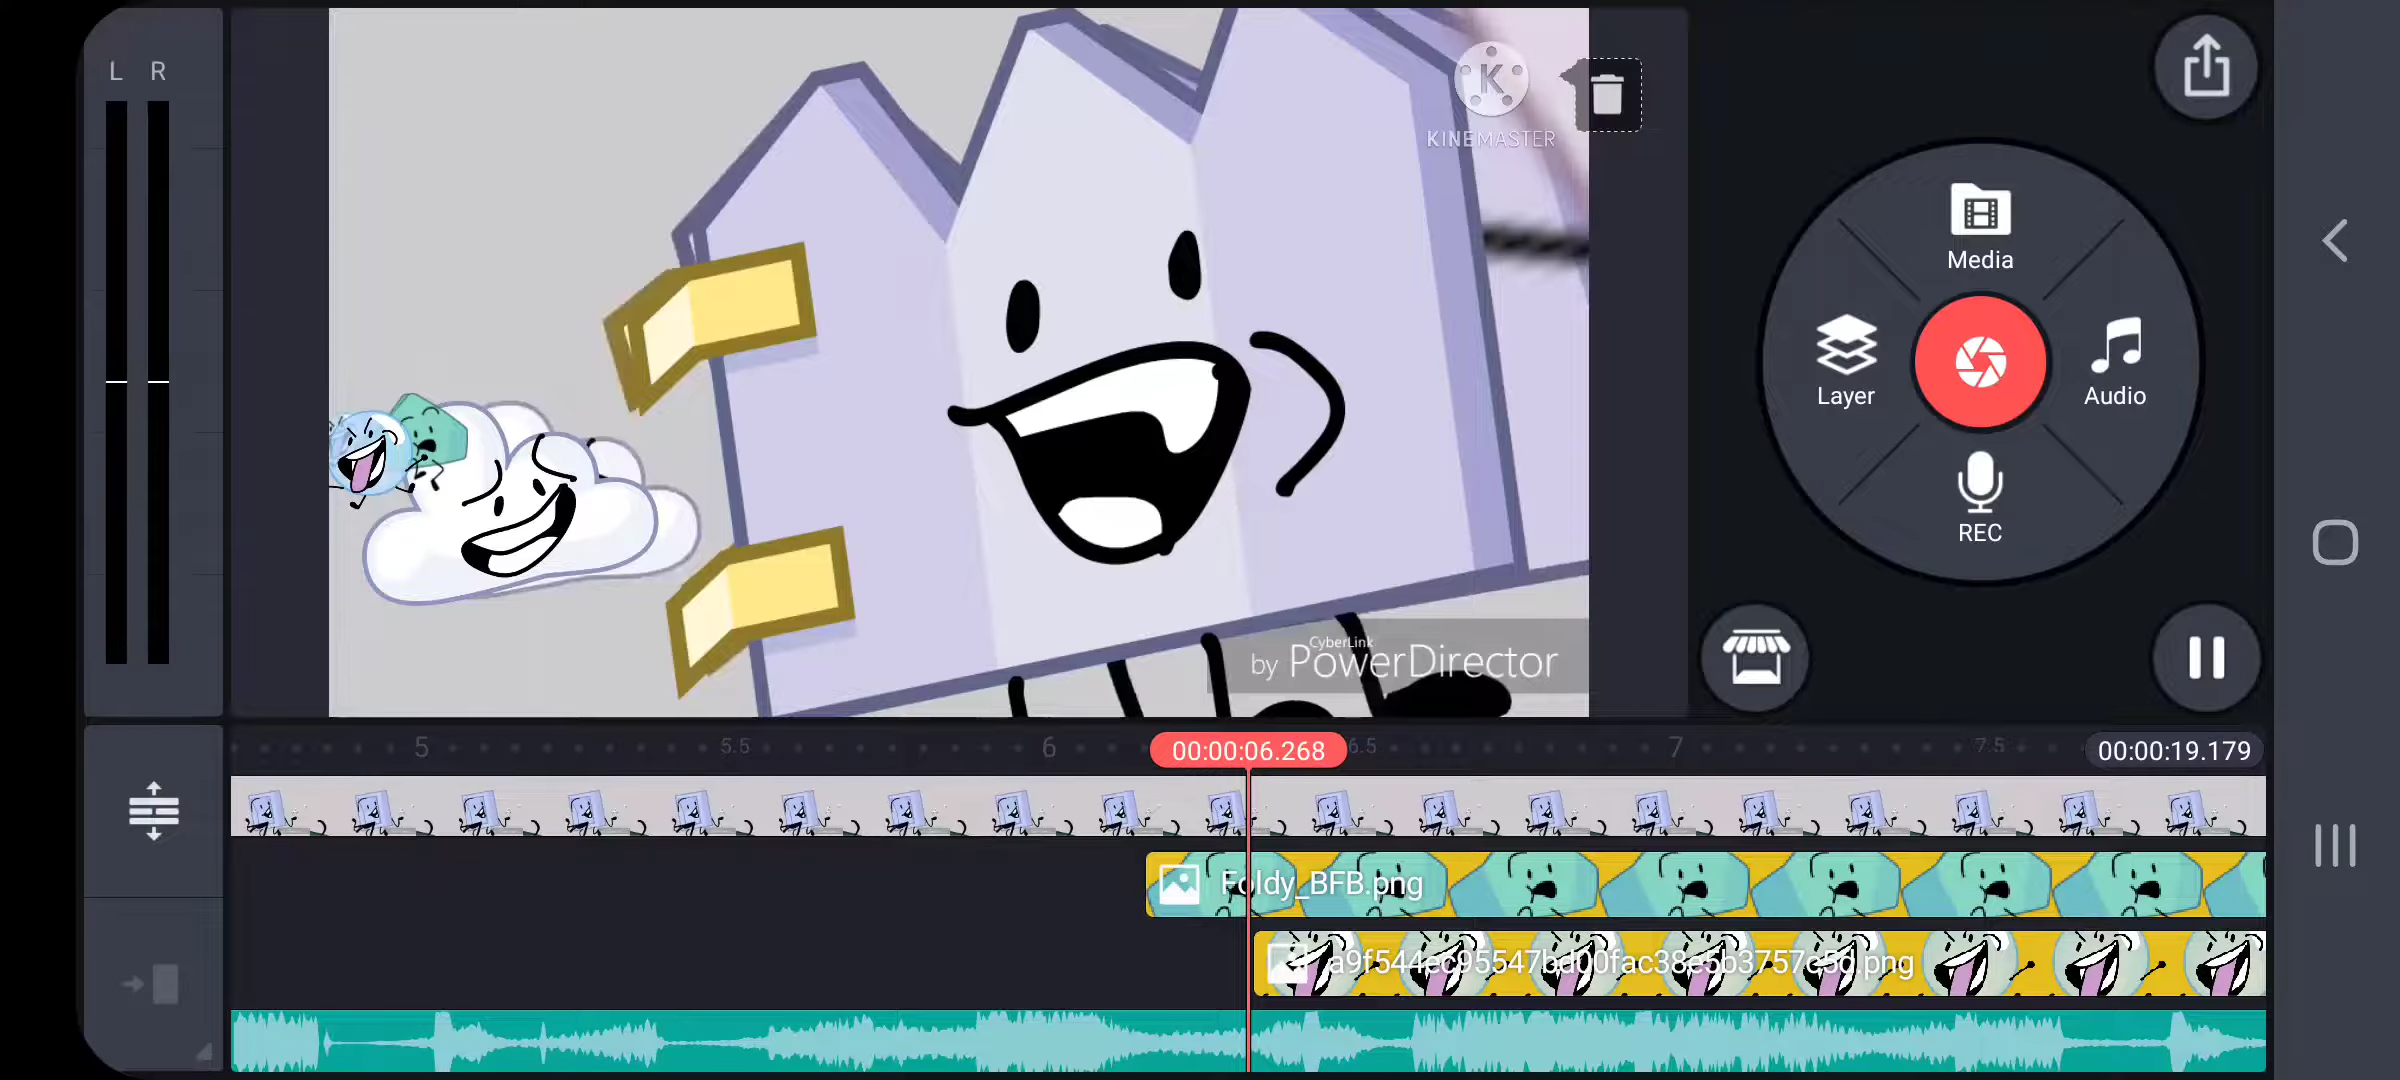 L R
K
KINEMASTER
Media
Layer
Audio
REC
CyberLink
by PowerDirector
5 5.5 6 00:00:06.268 6.5 7 7.5 00:00:19.179
Foldy_BFB.png
a9f544ec95547bd00fac38e5b3757c5d.png